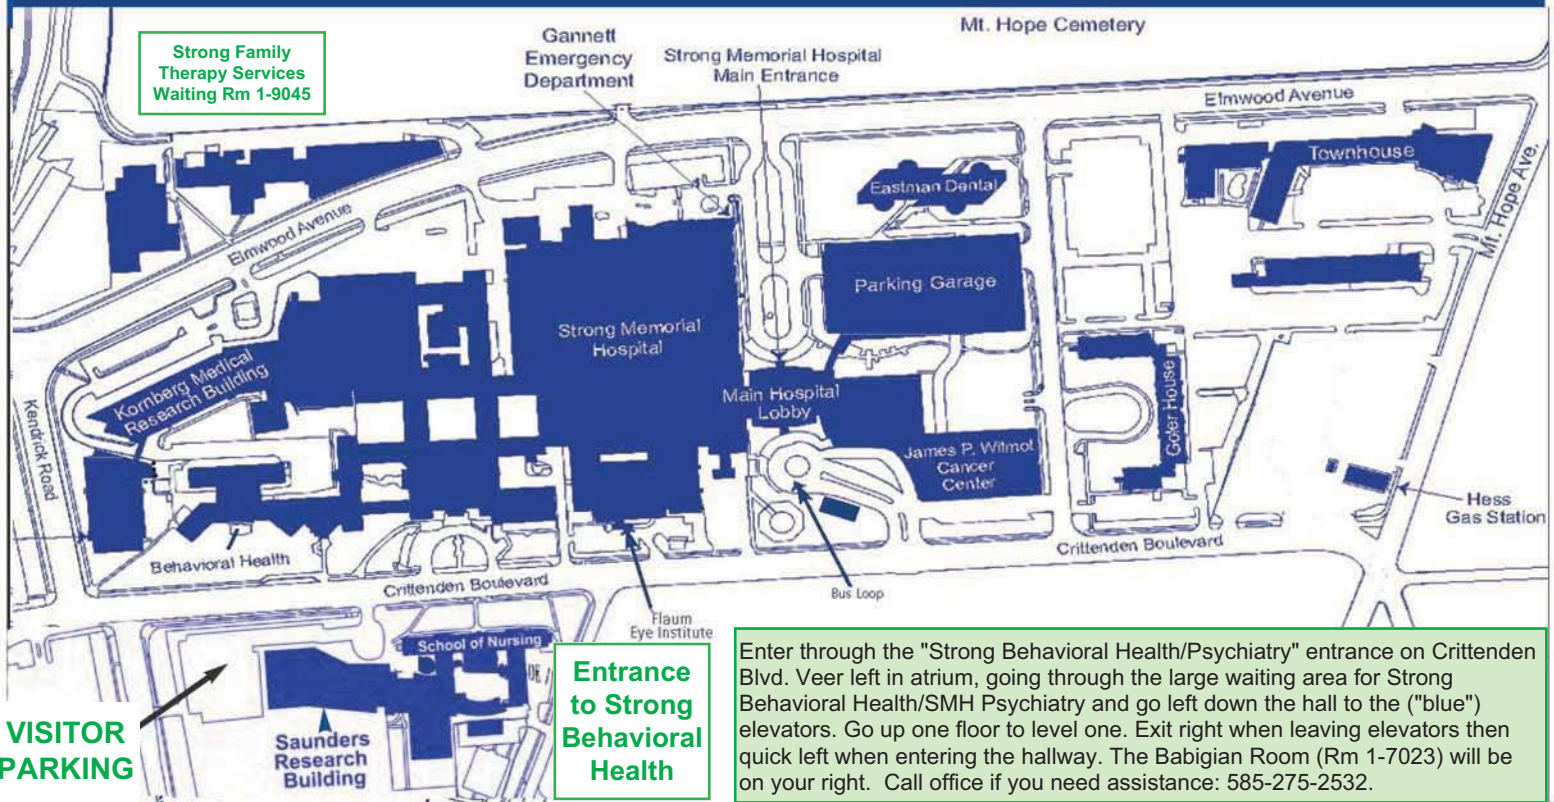 Mt. Hope Cemetery
Strong Family
Therapy Services
Waiting Rm 1-9045
Gannett
Emergency
Department
Strong Memorial Hospital
Main Entrance
Elmwood Avenue
Townhouse
Eastman Dental
Mt. Hope Ave.
Elmwood Avenue
Parking Garage
Strong Memorial
Hospital
Kornberg Medical
Research Building
Main Hospital
Lobby
Goler House
Kendrick Road
James P. Wilmot
Cancer
Center
Hess
Gas Station
Behavioral Health
Crittenden Boulevard
Crittenden Boulevard
Bus Loop
Flaum
Eye Institute
School of Nursing
VISITOR
PARKING
Saunders
Research
Building
Entrance
to Strong
Behavioral
Health
Enter through the "Strong Behavioral Health/Psychiatry" entrance on Crittenden
Blvd. Veer left in atrium, going through the large waiting area for Strong
Behavioral Health/SMH Psychiatry and go left down the hall to the ("blue")
elevators. Go up one floor to level one. Exit right when leaving elevators then
quick left when entering the hallway. The Babigian Room (Rm 1-7023) will be
on your right. Call office if you need assistance: 585-275-2532.